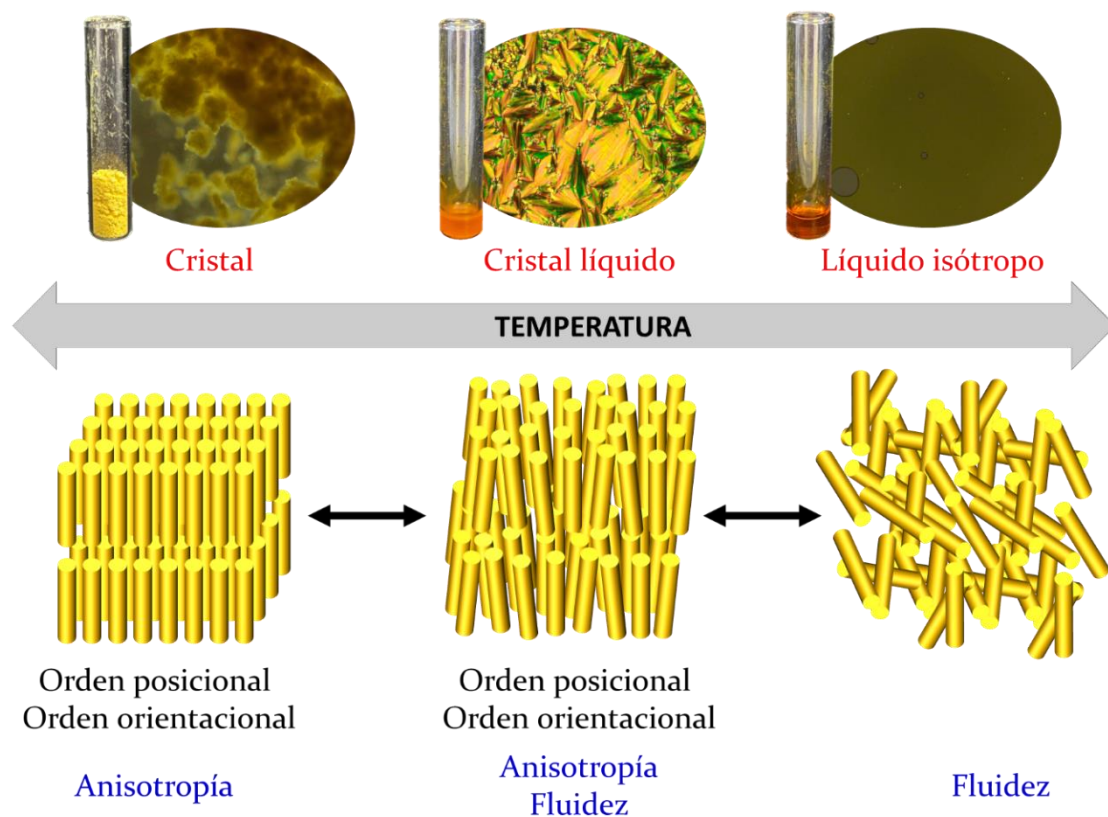 Cristal
Cristal líquido
Líquido isótropo
TEMPERATURA
Orden posicional
Orden orientacional
Orden posicional
Orden orientacional
Anisotropía
Anisotropía
Fluidez
Fluidez